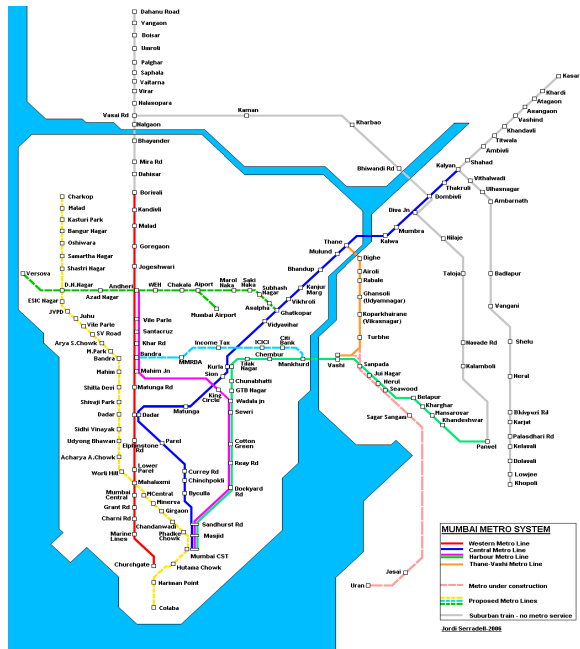 Dahanu Road
Vangaon
Boisar
Umroli
Palghar
Saphala
Vaitarna
Virar
Nalasopara
Vasai Rd
Naigaon
Bhayander
Mira Rd
Dahisar
Borivali
Kandivli
Malad
Goregaon
Jogeshwari
Andheri
Kaman
Kharbao
Bhiwandi Rd
Kasar
Khardi
Atagaon
Asangaon
Vashind
Khandavli
Titwala
Ambivli
Shahad
Kalyan
Vithalwadi
Ulhasnagar
Ambarnath
Thakruli
Dombivli
Diva Jn
Mumbra
Kalwa
Nilaje
Taloja
Badlapur
Vangani
Shelu
Neral
Bhivpuri Rd
Karjat
Palasdhari Rd
Kelavali
Dolavali
Lowjee
Khopoli
Navade Rd
Kalamboli
Panvel
Charkop
Malad
Kasturi Park
Bangur Nagar
Oshivara
Samartha Nagar
Shastri Nagar
Versova
D.N.Nagar
ESIC Nagar
Azad Nagar
JVPD
Juhu
Vile Parle
SV Road
Arya S.Chowk
M.Park
Bandra
Mahim
Shitla Devi
Shivaji Park
Dadar
Sidhi Vinayak
Udyong Bhawan
Acharya A.Chowk
Worli Hill
WEH
Chakala
Airport
Marol
Naka
Saki
Naka
Subhash
Nagar
Asalpha
Mumbai Airport
Ghatkopar
Vidyavihar
Vikhroli
Kanjur
Marg
Bhandup
Mulund
Thane
Dighe
Airoli
Rabale
Ghansoli
(Udyamnagar)
Koparkhairane
(Vikasnagar)
Turbhe
Vile Parle
Santacruz
Khar Rd
Bandra
Mahim Jn
Matunga Rd
Income Tax
ICICI
Citi
Bank
MMRDA
Kurla
Sion
Tilak
Nagar
Chembur
Mankhurd
Vashi
Sanpada
Jui Nagar
Nerul
Seawood
Belapur
Kharghar
Mansarovar
Khandeshvar
Sagar Sangam
Jasai
Uran
Chunabhatti
GTB Nagar
King
Circle
Wadala jn
Sewri
Cotton
Green
Reay Rd
Dockyard
Rd
Sandhurst Rd
Masjid
Mumbai CST
Matunga
Dadar
Parel
Elphinstone
Rd
Currey Rd
Chinchpokli
Byculla
Lower
Parel
Mahalaxmi
Mumbai
Central
Grant Rd
Charni Rd
Marine
Lines
Churchgate
MCentral
Minerva
Girgaon
Chandanwadi
Phadke
Chowk
Hutama Chowk
Hariman Point
Colaba
MUMBAI METRO SYSTEM
Western Metro Line
Central Metro Line
Harbour Metro Line
Thane-Vashi Metro Line
Metro under construction
Proposed Metro Lines
Suburban train - no metro service
Jordi Serradell-2006